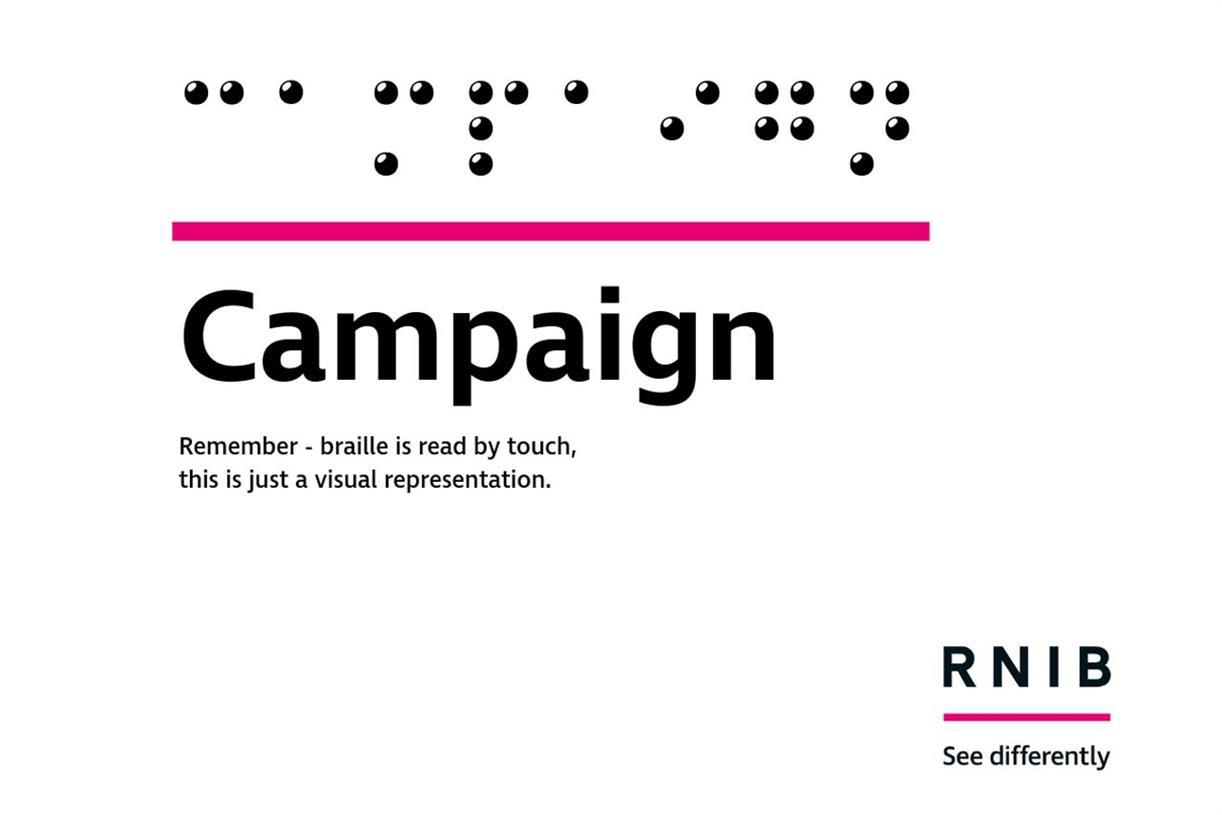 ⠉⠁⠍⠏⠁⠊⠛⠝
Campaign
Remember - braille is read by touch,
this is just a visual representation.
RNIB
See differently